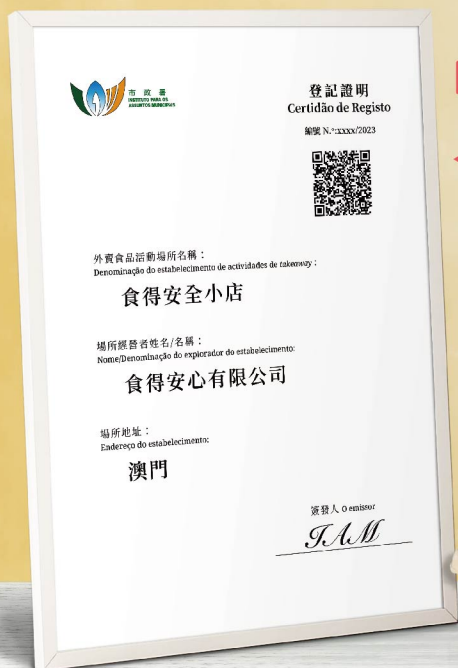 市政署
INSTITUTO PARA OS
ASSUNTOS MUNICIPAIS
登記證明
Certidão de Registo
編號 N.º:xxxx/2023
外賣食品活動場所名稱：
Denominação do estabelecimento de actividades de takeaway :
食得安全小店
場所經營者姓名/名稱：
Nome/Denominação do explorador do estabelecimento:
食得安心有限公司
場所地址：
Endereço do estabelecimento:
澳門
簽發人 O emissor
IAM